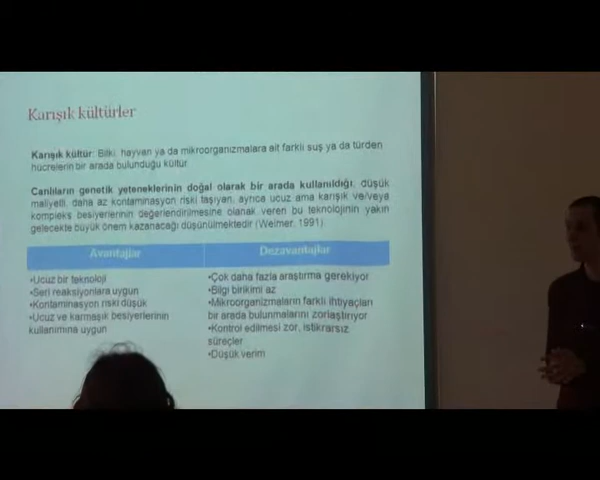 Karışık kültürler
Karışık kültür: Bitki, hayvan ya da mikroorganizmalara ait farklı suş ya da türden
hücrelerin bir arada bulunduğu kültür.
Canlıların genetik yeteneklerinin doğal olarak bir arada kullanıldığı, düşük
maliyetli, daha az kontaminasyon riski taşıyan, ayrıca ucuz ama karışık ve/veya
kompleks besiyerlerinin değerlendirilmesine olanak veren bu teknolojinin yakın
gelecekte büyük önem kazanacağı düşünülmektedir (Weimer, 1991).
Avantajlar
Dezavantajlar
•Ucuz bir teknoloji
•Seri reaksiyonlara uygun
•Kontaminasyon riski düşük
•Ucuz ve karmaşık besiyerlerinin
kullanımına uygun
•Çok daha fazla araştırma gerekiyor
•Bilgi birikimi az
•Mikroorganizmaların farklı ihtiyaçları
bir arada bulunmalarını zorlaştırıyor
•Kontrol edilmesi zor, istikrarsız
süreçler
•Düşük verim